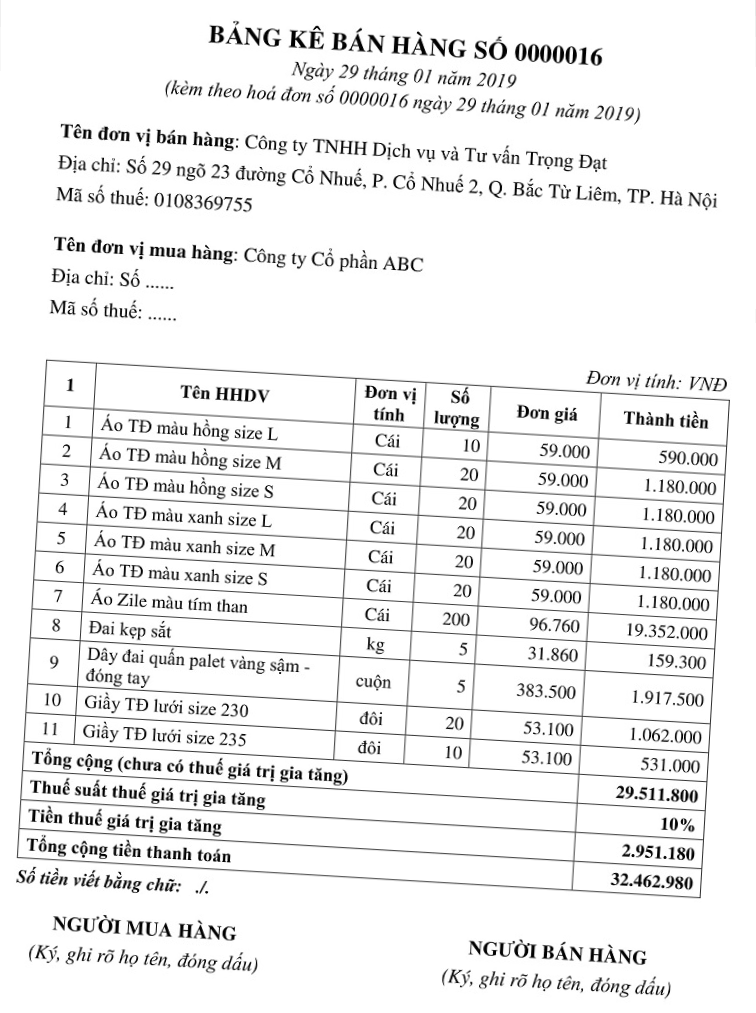 BẢNG KÊ BÁN HÀNG SỐ 0000016
Ngày 29 tháng 01 năm 2019
(kèm theo hoá đơn số 0000016 ngày 29 tháng 01 năm 2019)
Tên đơn vị bán hàng: Công ty TNHH Dịch vụ và Tư vấn Trọng Đạt
Địa chỉ: Số 29 ngõ 23 đường Cổ Nhuế, P. Cổ Nhuế 2, Q. Bắc Từ Liêm, TP. Hà Nội
Mã số thuế: 0108369755
Tên đơn vị mua hàng: Công ty Cổ phần ABC
Địa chỉ: Số ......
Mã số thuế: ......
Đơn vị tính: VNĐ
1 Tên HHDV Đơn vị tính Số lượng Đơn giá Thành tiền
1 Áo TĐ màu hồng size L Cái 10 59.000 590.000
2 Áo TĐ màu hồng size M Cái 20 59.000 1.180.000
3 Áo TĐ màu hồng size S Cái 20 59.000 1.180.000
4 Áo TĐ màu xanh size L Cái 20 59.000 1.180.000
5 Áo TĐ màu xanh size M Cái 20 59.000 1.180.000
6 Áo TĐ màu xanh size S Cái 20 59.000 1.180.000
7 Áo Zile màu tím than Cái 200 96.760 19.352.000
8 Đai kẹp sắt kg 5 31.860 159.300
9 Dây đai quấn palet vàng sậm - đóng tay cuộn 5 383.500 1.917.500
10 Giầy TĐ lưới size 230 đôi 20 53.100 1.062.000
11 Giầy TĐ lưới size 235 đôi 10 53.100 531.000
Tổng cộng (chưa có thuế giá trị gia tăng) 29.511.800
Thuế suất thuế giá trị gia tăng 10%
Tiền thuế giá trị gia tăng 2.951.180
Tổng cộng tiền thanh toán 32.462.980
Số tiền viết bằng chữ: ./.
NGƯỜI MUA HÀNG
(Ký, ghi rõ họ tên, đóng dấu)
NGƯỜI BÁN HÀNG
(Ký, ghi rõ họ tên, đóng dấu)